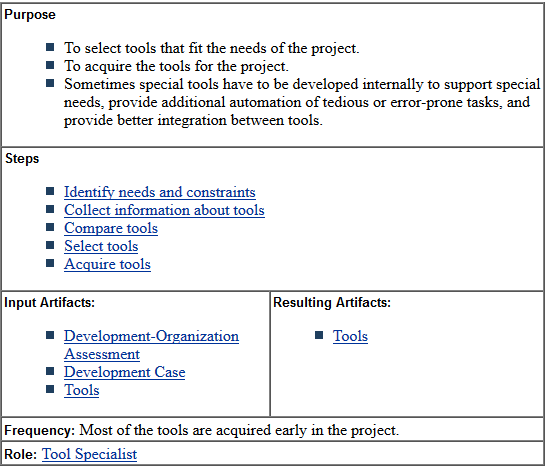 Purpose
To select tools that fit the needs of the project.
To acquire the tools for the project.
Sometimes special tools have to be developed internally to support special
needs, provide additional automation of tedious or error-prone tasks, and
provide better integration between tools.
Steps
Identify needs and constraints
Collect information about tools
Compare tools
Select tools
Acquire tools
Input Artifacts:
Development-Organization
Assessment
Development Case
Tools
Resulting Artifacts:
Tools
Frequency: Most of the tools are acquired early in the project.
Role: Tool Specialist